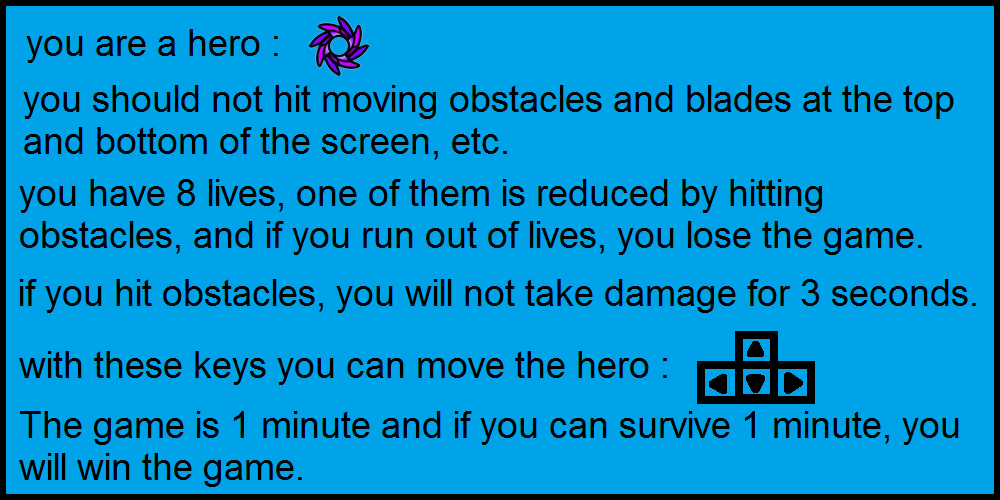 you are a hero :
you should not hit moving obstacles and blades at the top
and bottom of the screen, etc.
you have 8 lives, one of them is reduced by hitting
obstacles, and if you run out of lives, you lose the game.
if you hit obstacles, you will not take damage for 3 seconds.
with these keys you can move the hero :
The game is 1 minute and if you can survive 1 minute, you
will win the game.